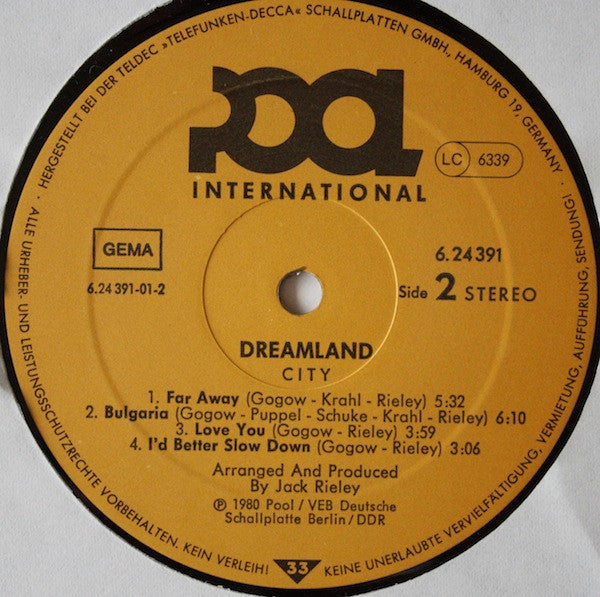 HERGESTELLT BEI DER TELDEC »TELEFUNKEN-DECCA« SCHALLPLATTEN GMBH., HAMBURG 19, GERMANY
POOL
INTERNATIONAL
LC 6339
GEMA
6.24 391-01-2
6.24391
Side 2 STEREO
DREAMLAND
CITY
1. Far Away (Gogow - Krahl - Rieley) 5:32
2. Bulgaria (Gogow - Puppel - Schuke - Krahl - Rieley) 6:10
3. Love You (Gogow - Rieley) 3:59
4. I'd Better Slow Down (Gogow - Rieley) 3:06
Arranged And Produced
By Jack Rieley
℗ 1980 Pool / VEB Deutsche
Schallplatte Berlin / DDR
33
· ALLE URHEBER- UND LEISTUNGSSCHUTZRECHTE VORBEHALTEN. KEIN VERLEIH! KEINE UNERLAUBTE VERVIELFÄLTIGUNG, VERMIETUNG, AUFFÜHRUNG, SENDUNG! ·